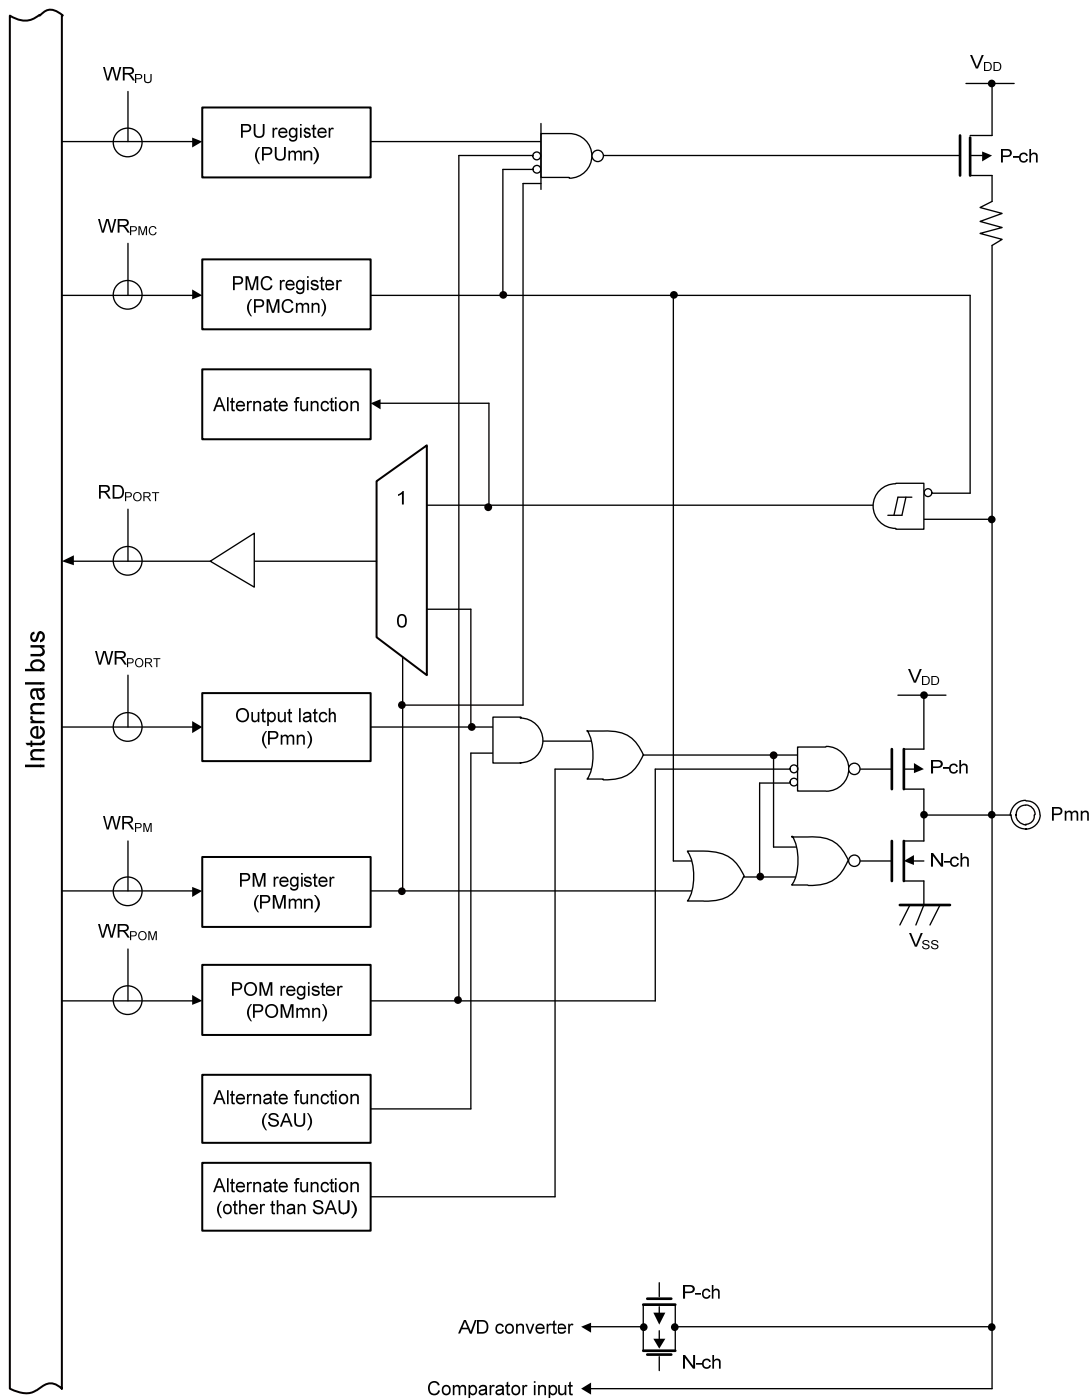 WRPU
PU register
(PUmn)
VDD
P-ch
WRPMC
PMC register
(PMCmn)
Alternate function
1
RDPORT
0
Internal bus
WRPORT
Output latch
(Pmn)
VDD
P-ch
Pmn
WRPM
PM register
(PMmn)
N-ch
VSS
WRPOM
POM register
(POMmn)
Alternate function
(SAU)
Alternate function
(other than SAU)
P-ch
A/D converter
N-ch
Comparator input